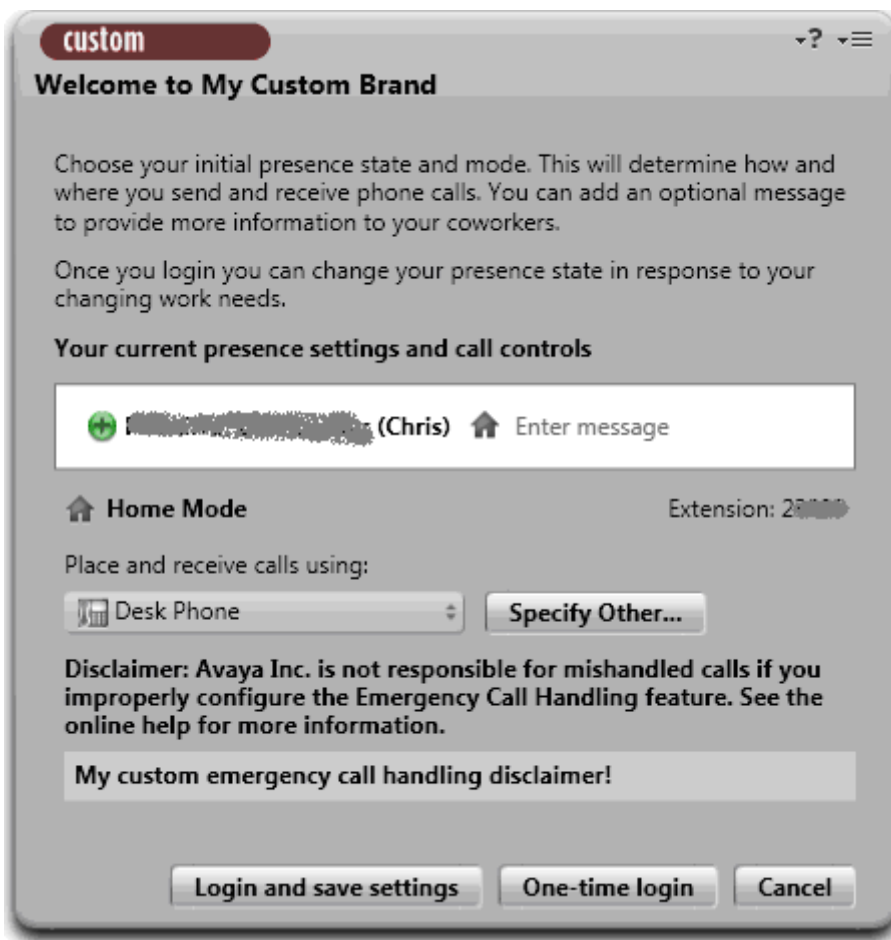 custom
?
Welcome to My Custom Brand
Choose your initial presence state and mode. This will determine how and
where you send and receive phone calls. You can add an optional message
to provide more information to your coworkers.
Once you login you can change your presence state in response to your
changing work needs.
Your current presence settings and call controls
(Chris) Enter message
Home Mode Extension: 2
Place and receive calls using:
Desk Phone Specify Other...
Disclaimer: Avaya Inc. is not responsible for mishandled calls if you
improperly configure the Emergency Call Handling feature. See the
online help for more information.
My custom emergency call handling disclaimer!
Login and save settings One-time login Cancel